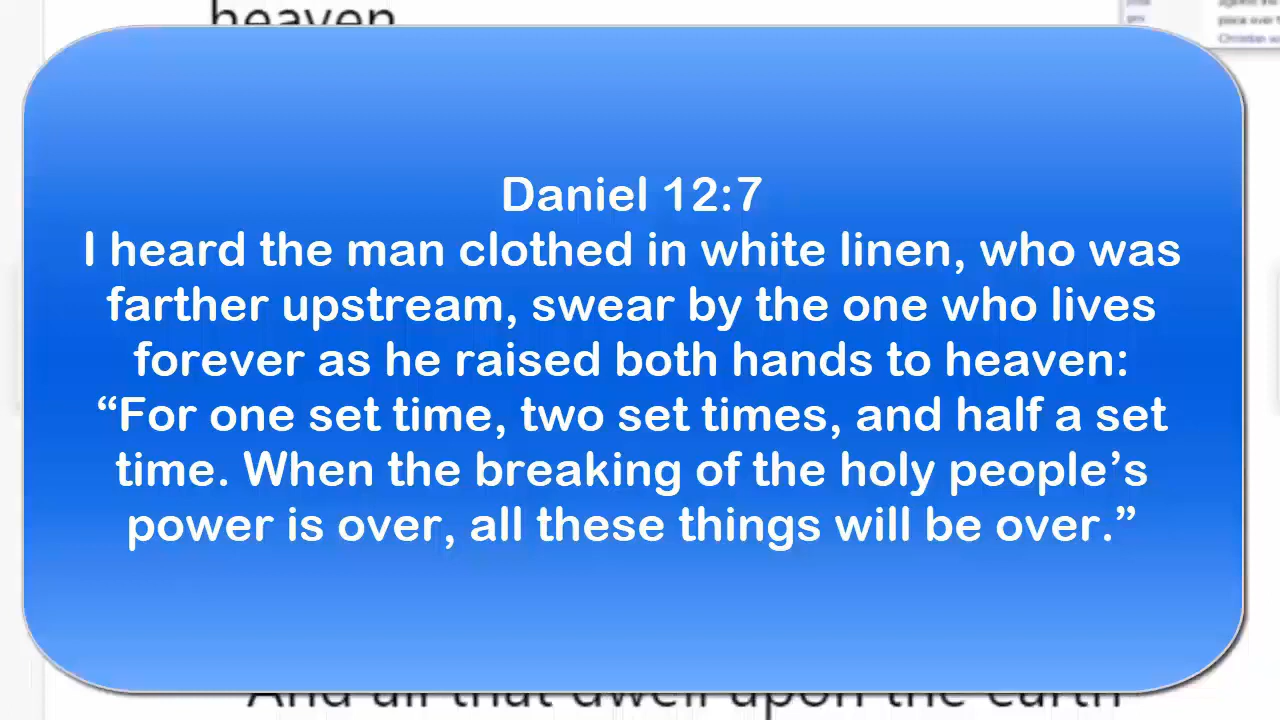 heaven
Daniel 12:7
I heard the man clothed in white linen, who was
farther upstream, swear by the one who lives
forever as he raised both hands to heaven:
“For one set time, two set times, and half a set
time. When the breaking of the holy people’s
power is over, all these things will be over.”
And all that dwell upon the earth